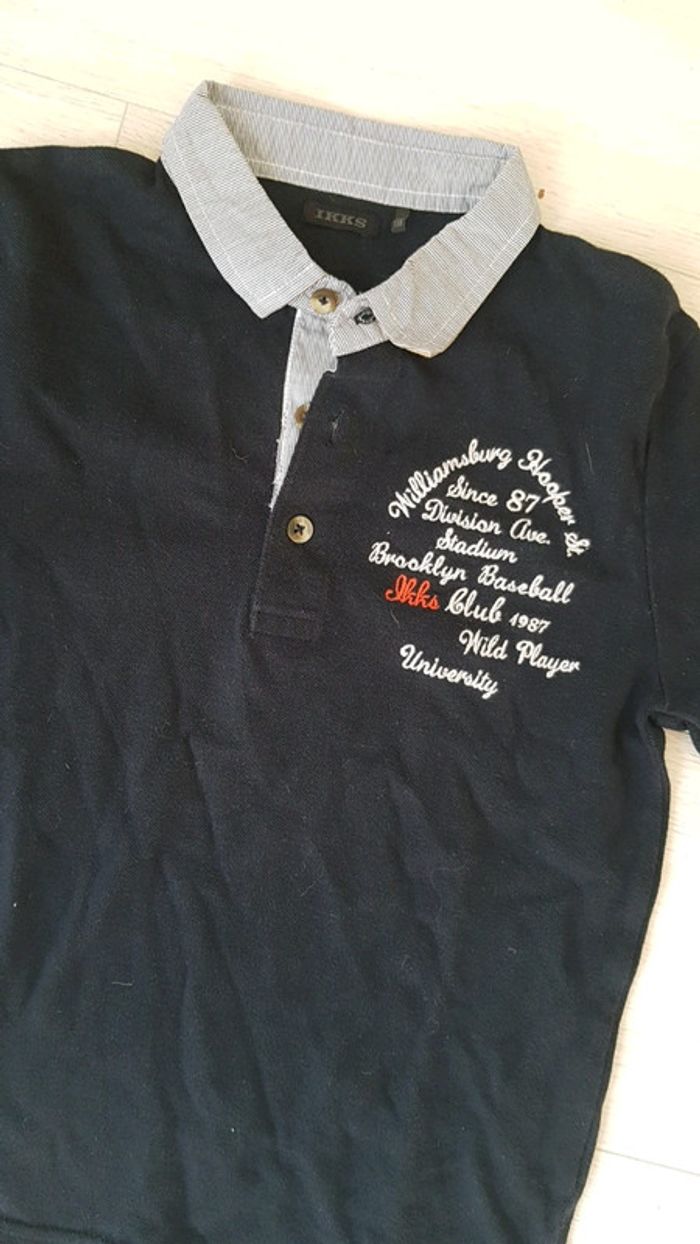 IKKS
Williamsburg Hooper St.
Since 87
Division Ave.
Stadium
Brooklyn Baseball
Ikks Club 1987
Wild Player
University